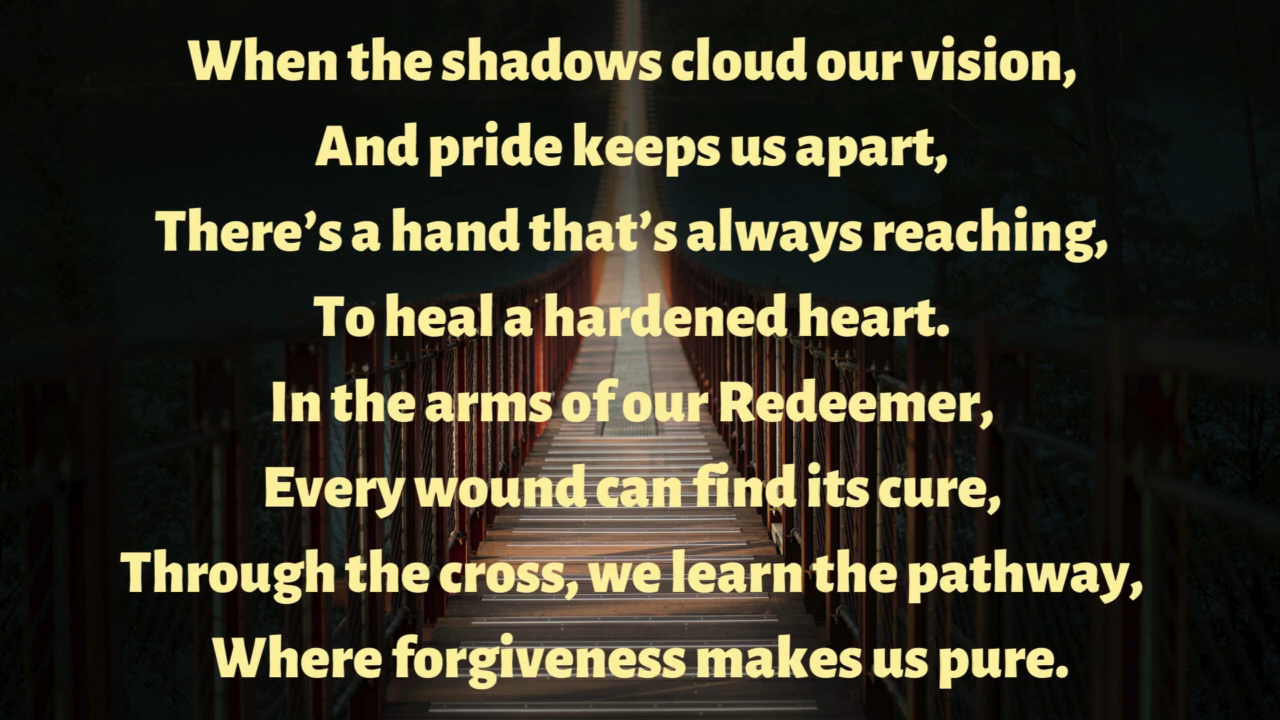 When the shadows cloud our vision,
And pride keeps us apart,
There’s a hand that’s always reaching,
To heal a hardened heart.
In the arms of our Redeemer,
Every wound can find its cure,
Through the cross, we learn the pathway,
Where forgiveness makes us pure.